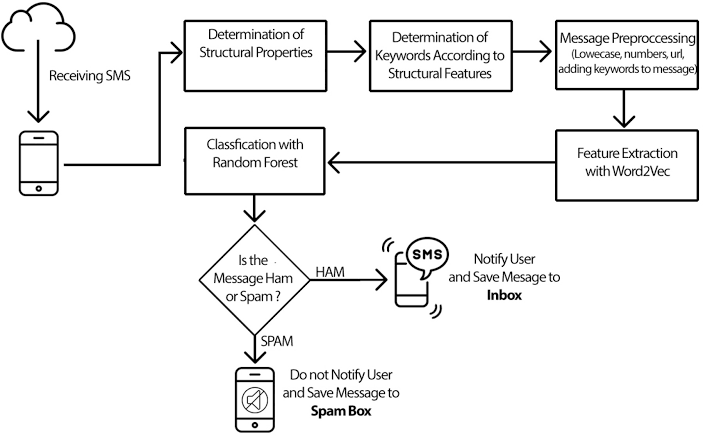 Receiving SMS
Determination of
Structural Properties
Determination of
Keywords According to
Structural Features
Message Preproccessing
(Lowecase, numbers, url,
adding keywords to message)
Feature Extraction
with Word2Vec
Classfication with
Random Forest
Is the
Message Ham
or Spam ?
HAM
SMS
Notify User
and Save Mesage to
Inbox
SPAM
Do not Notify User
and Save Message to
Spam Box